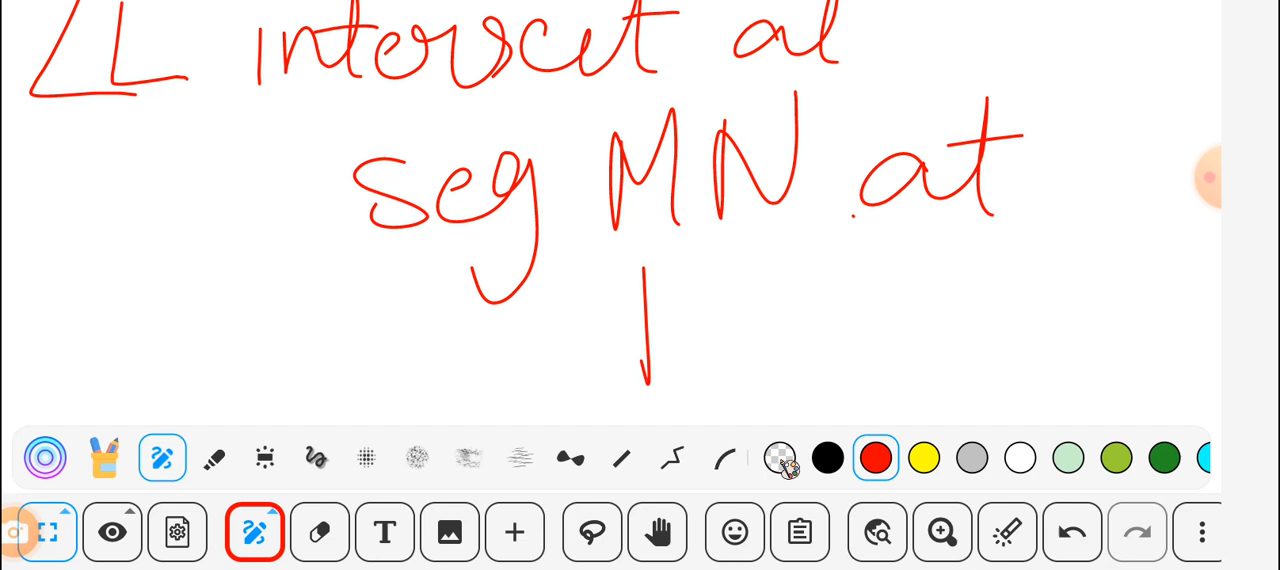 ∠L intersect at
seg MN at
T